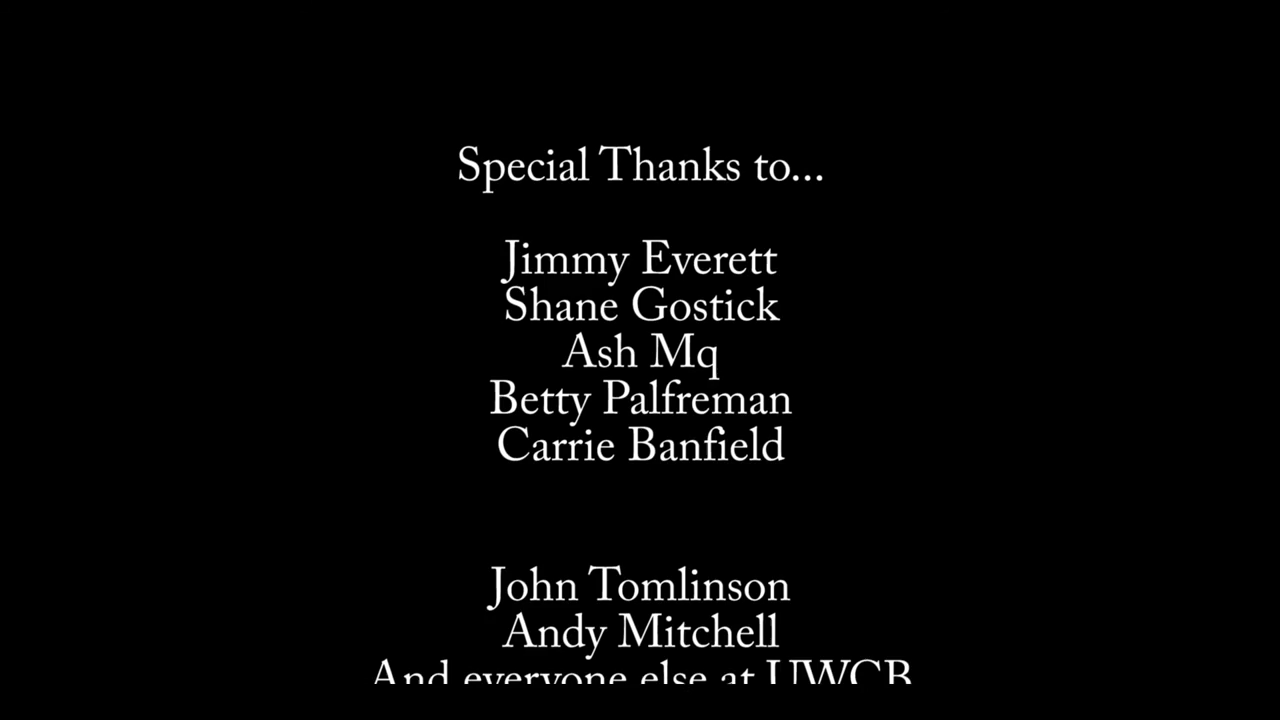 Special Thanks to...
Jimmy Everett
Shane Gostick
Ash Mq
Betty Palfreman
Carrie Banfield
John Tomlinson
Andy Mitchell
And everyone else at UWCB